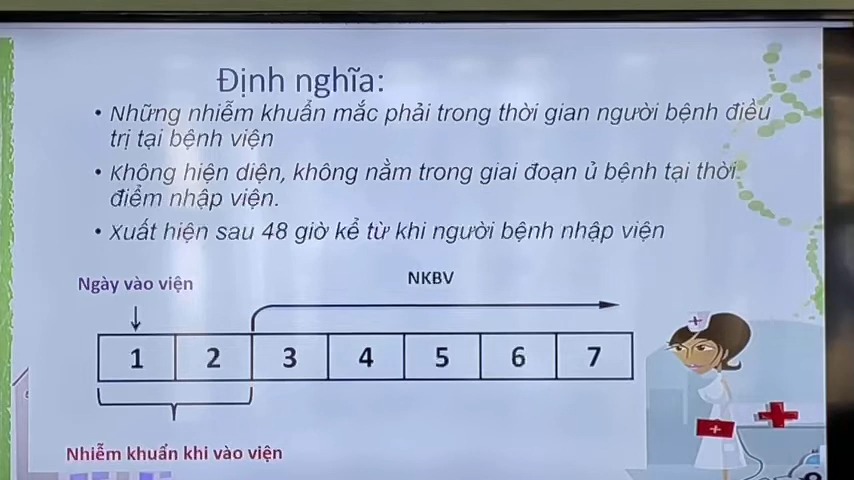 Định nghĩa:
• Những nhiễm khuẩn mắc phải trong thời gian người bệnh điều
trị tại bệnh viện
• Không hiện diện, không nằm trong giai đoạn ủ bệnh tại thời
điểm nhập viện.
• Xuất hiện sau 48 giờ kể từ khi người bệnh nhập viện
Ngày vào viện
NKBV
1 2 3 4 5 6 7
Nhiễm khuẩn khi vào viện